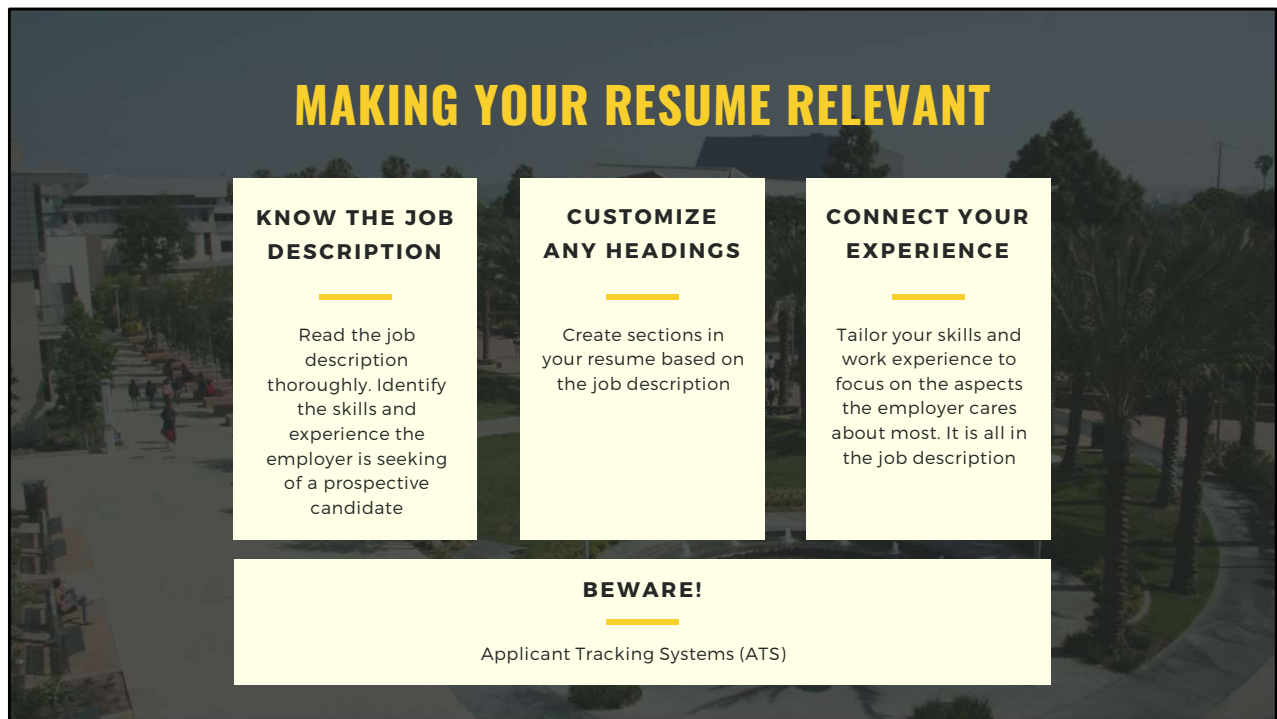 MAKING YOUR RESUME RELEVANT
KNOW THE JOB
DESCRIPTION
Read the job
description
thoroughly. Identify
the skills and
experience the
employer is seeking
of a prospective
candidate
CUSTOMIZE
ANY HEADINGS
Create sections in
your resume based on
the job description
CONNECT YOUR
EXPERIENCE
Tailor your skills and
work experience to
focus on the aspects
the employer cares
about most. It is all in
the job description
BEWARE!
Applicant Tracking Systems (ATS)